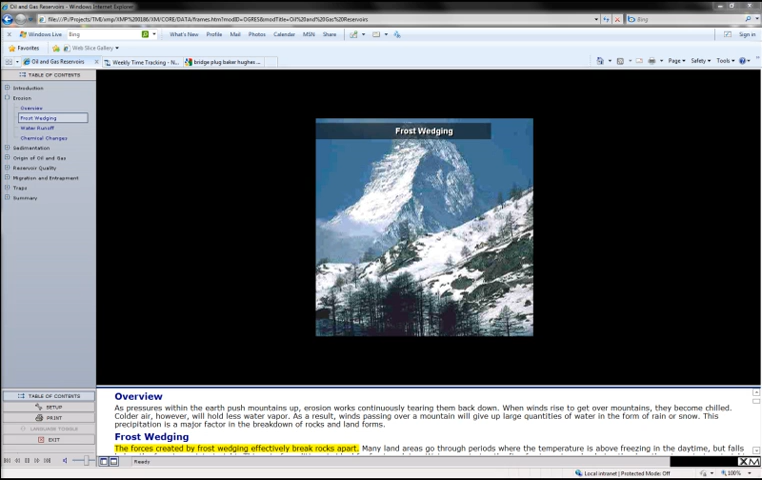 Oil and Gas Reservoirs - Windows Internet Explorer
Bing
Windows Live
Bing
What's New
Profile
Mail
Photos
Calendar
MSN
Share
Sign in
Favorites
Web Slice Gallery
Oil and Gas Reservoirs
Weekly Time Tracking - N...
bridge plug baker hughes ...
Page
Safety
Tools
TABLE OF CONTENTS
Introduction
Erosion
Overview
Frost Wedging
Water Runoff
Chemical Changes
Sedimentation
Origin of Oil and Gas
Reservoir Quality
Migration and Entrapment
Traps
Summary
Frost Wedging
TABLE OF CONTENTS
SETUP
PRINT
LANGUAGE TOGGLE
EXIT
Overview
As pressures within the earth push mountains up, erosion works continuously tearing them back down. When winds rise to get over mountains, they become chilled.
Colder air, however, will hold less water vapor. As a result, winds passing over a mountain will give up large quantities of water in the form of rain or snow. This
precipitation is a major factor in the breakdown of rocks and land forms.
Frost Wedging
The forces created by frost wedging effectively break rocks apart. Many land areas go through periods where the temperature is above freezing in the daytime, but falls
Ready
XM
Local intranet | Protected Mode: Off
100%